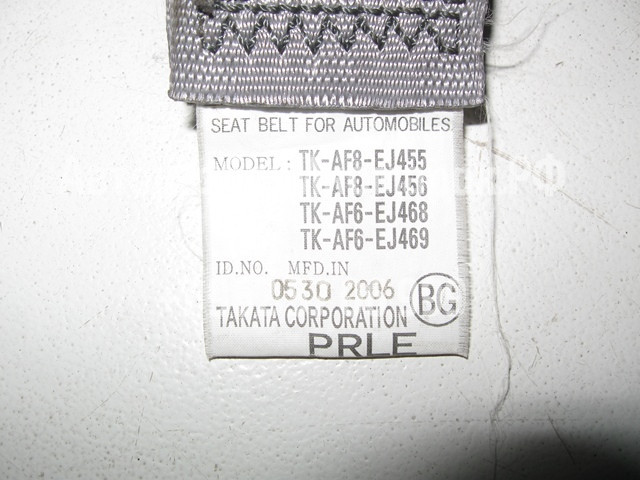 SEAT BELT FOR AUTOMOBILES
MODEL: TK-AF8-EJ455
TK-AF8-EJ456
TK-AF6-EJ468
TK-AF6-EJ469
ID.NO. MFD.IN
0530 2006
BG
TAKATA CORPORATION
PRLE